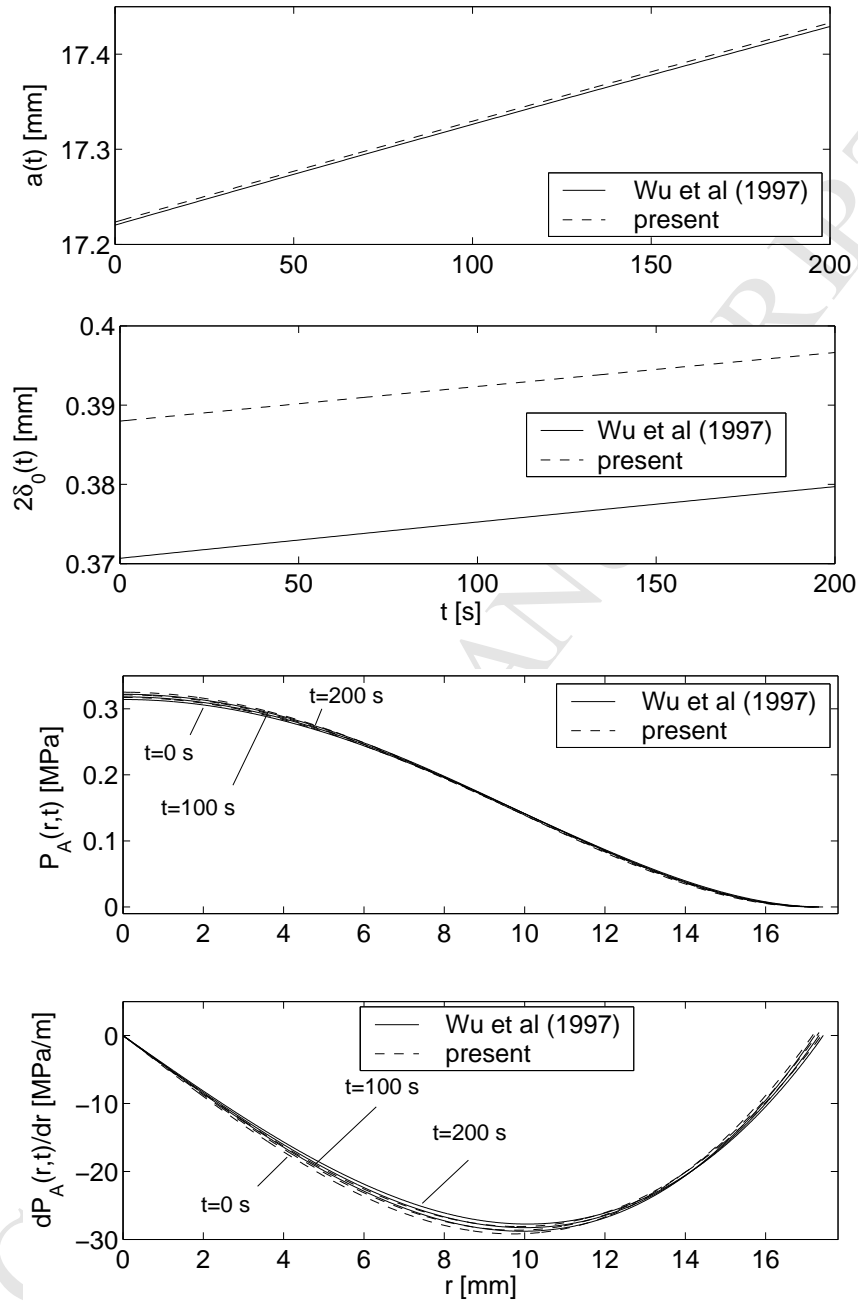 17.4
17.3
17.2
a(t) [mm]
0 50 100 150 200
Wu et al (1997)
present
0.4
0.39
0.38
0.37
2δ_0(t) [mm]
0 50 100 150 200
t [s]
Wu et al (1997)
present
0.3
0.2
0.1
0
P_A(r,t) [MPa]
t=200 s
t=0 s
t=100 s
Wu et al (1997)
present
0 2 4 6 8 10 12 14 16
0
−10
−20
−30
dP_A(r,t)/dr [MPa/m]
Wu et al (1997)
present
t=100 s
t=200 s
t=0 s
0 2 4 6 8 10 12 14 16
r [mm]